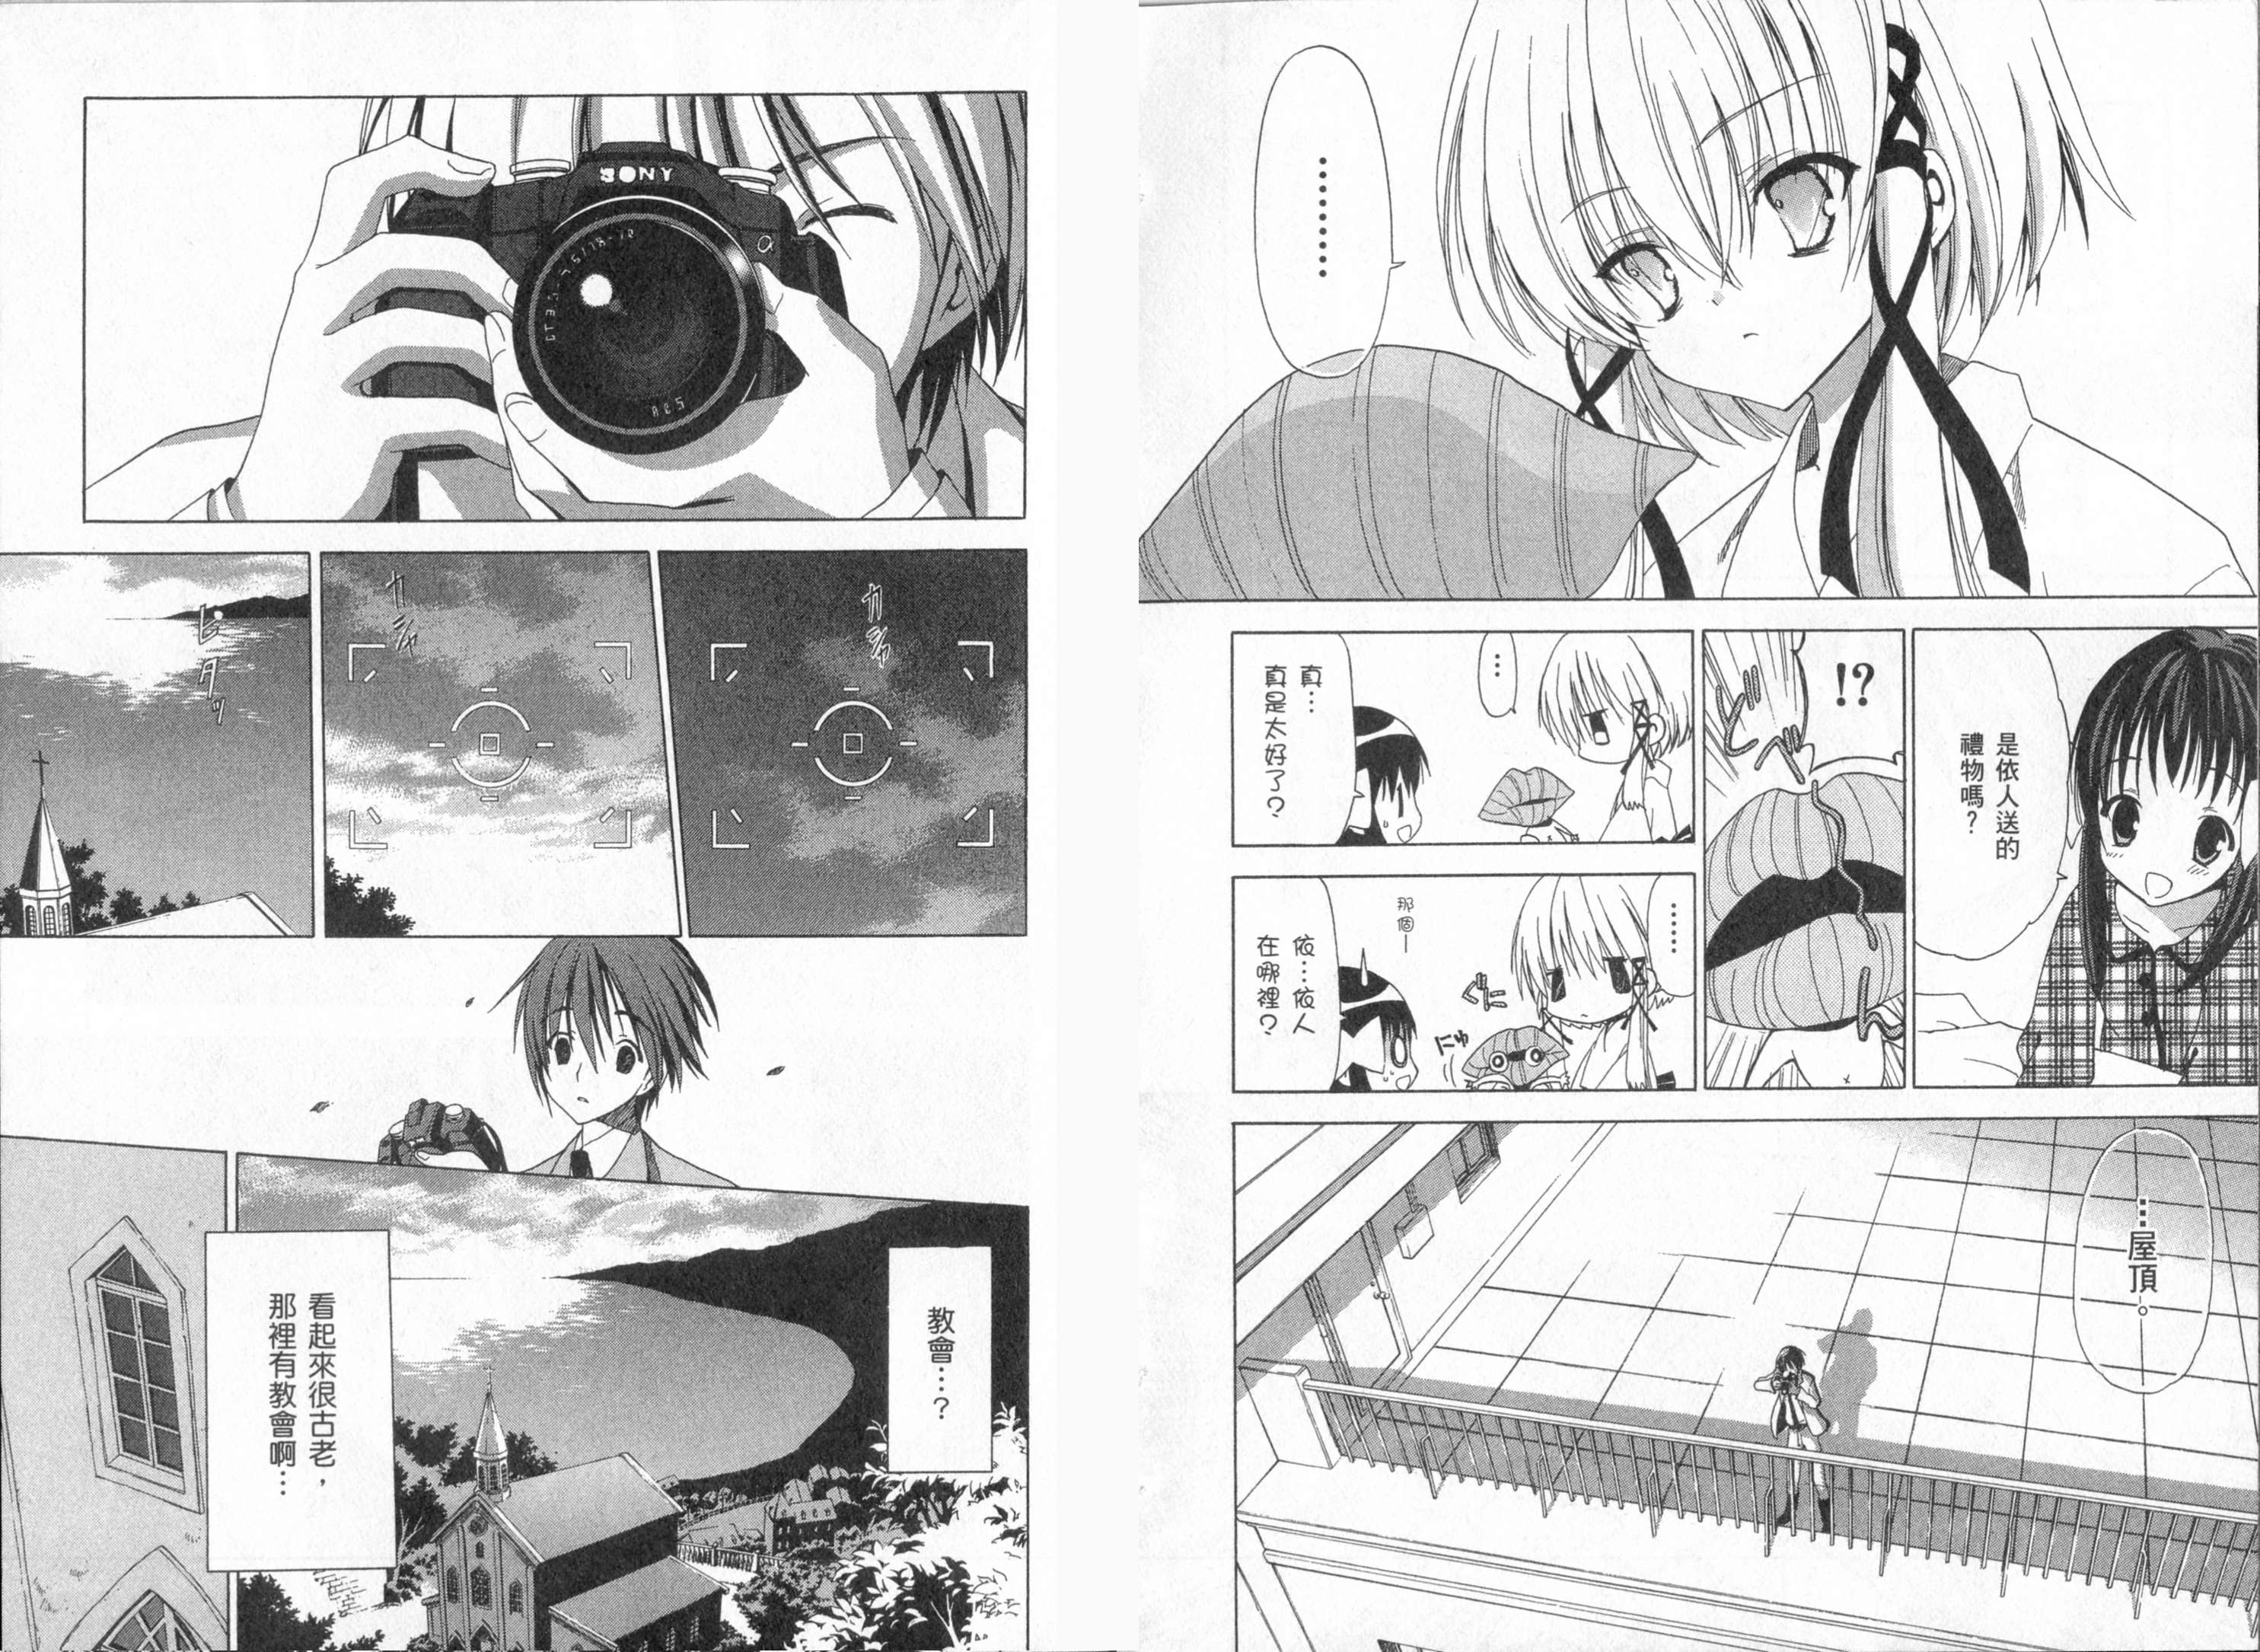 ………
是依人送的
禮物嗎？
!?
べべ
…
真…
真是太好了？
……
那個ー
依…依人
在哪裡？
ぐに
にゅ
…屋頂。
SONY
α
カシャ
カシャ
ピタッ
教會…？
看起來很古老，
那裡有教會啊…